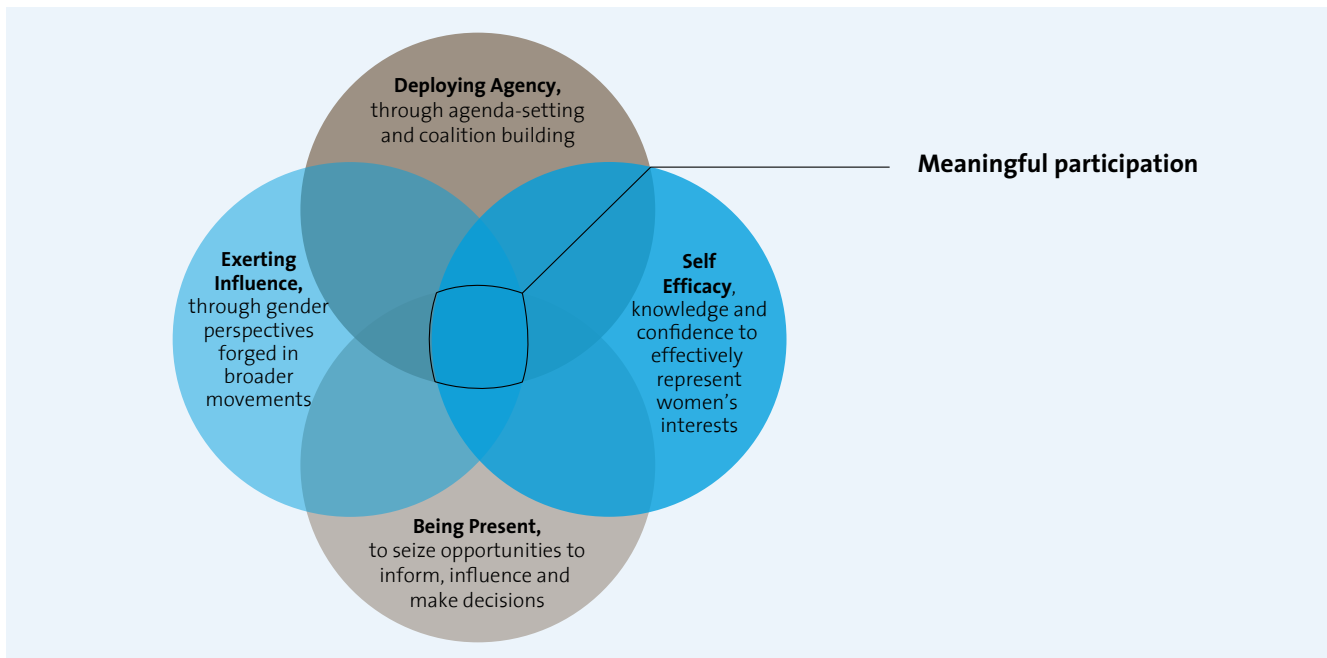 Deploying Agency,
through agenda-setting
and coalition building
Meaningful participation
Exerting
Influence,
through gender
perspectives
forged in
broader
movements
Self
Efficacy,
knowledge and
confidence to
effectively
represent
women’s
interests
Being Present,
to seize opportunities to
inform, influence and
make decisions